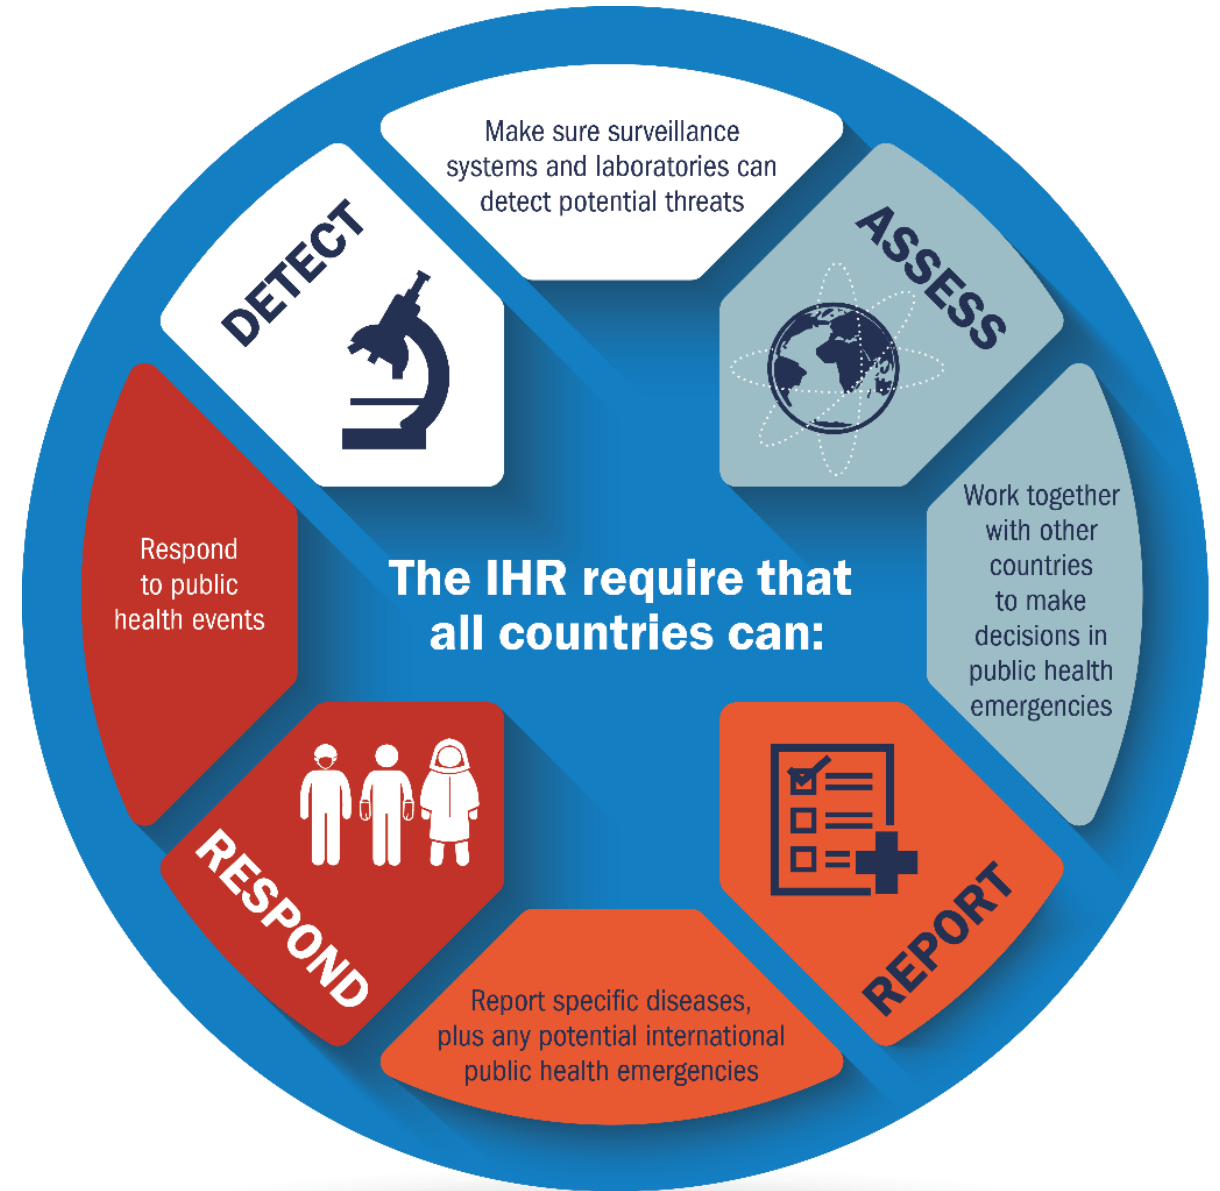 The IHR require that
all countries can:
DETECT
Make sure surveillance
systems and laboratories can
detect potential threats
ASSESS
Work together
with other
countries
to make
decisions in
public health
emergencies
REPORT
Report specific diseases,
plus any potential international
public health emergencies
RESPOND
Respond
to public
health events